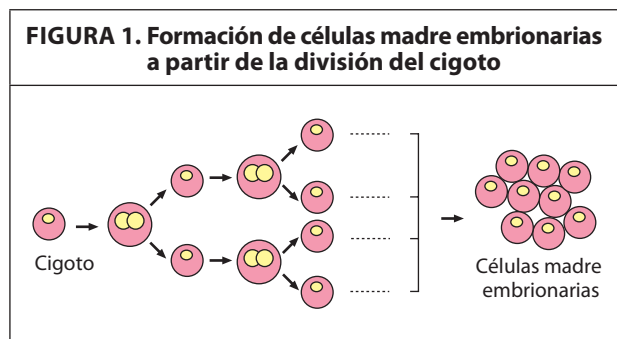 FIGURA 1. Formación de células madre embrionarias
a partir de la división del cigoto
Cigoto
Células madre
embrionarias